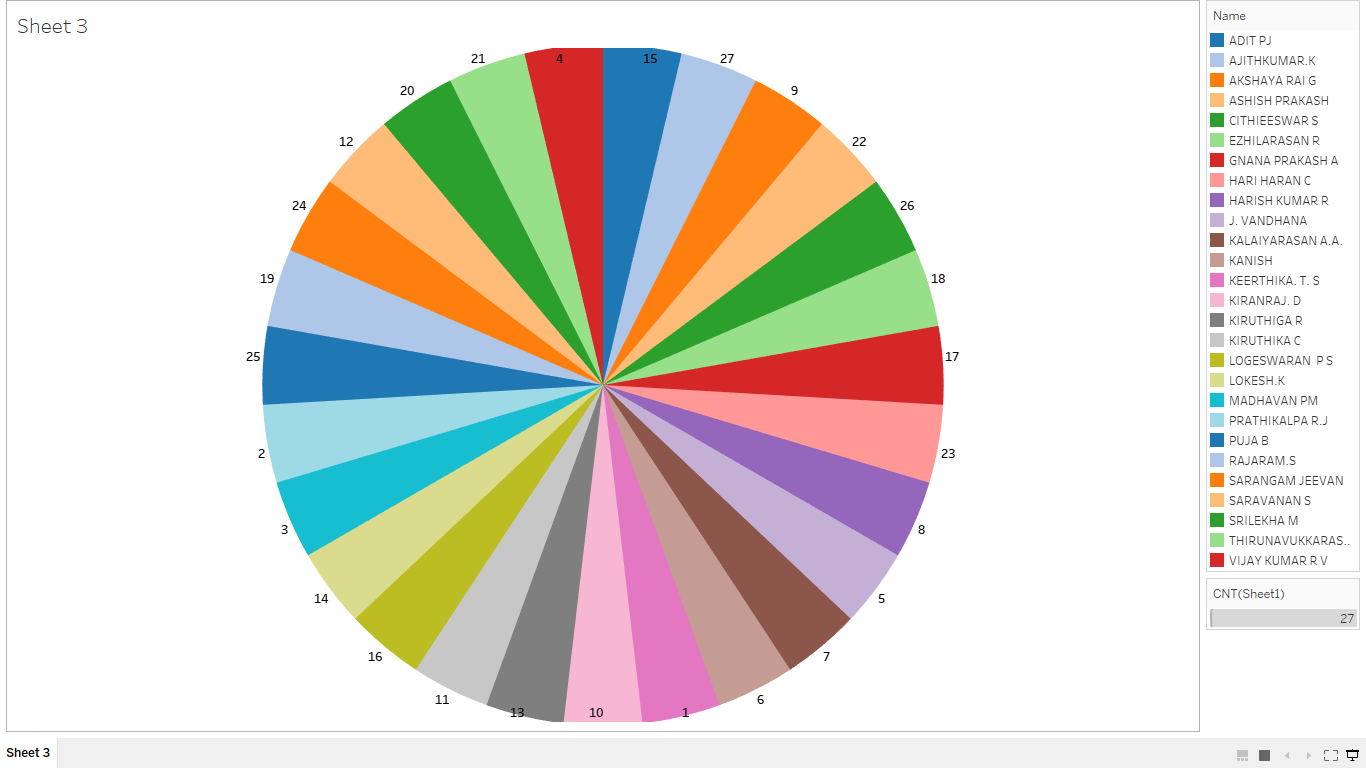 Sheet 3
4
15
21
27
20
9
12
22
24
26
19
18
25
17
2
23
3
8
14
5
16
7
11
6
13
10
1
Name
ADIT PJ
AJITHKUMAR.K
AKSHAYA RAI G
ASHISH PRAKASH
CITHIEESWAR S
EZHILARASAN R
GNANA PRAKASH A
HARI HARAN C
HARISH KUMAR R
J. VANDHANA
KALAIYARASAN A.A.
KANISH
KEERTHIKA. T. S
KIRANRAJ. D
KIRUTHIGA R
KIRUTHIKA C
LOGESWARAN  P S
LOKESH.K
MADHAVAN PM
PRATHIKALPA R.J
PUJA B
RAJARAM.S
SARANGAM JEEVAN
SARAVANAN S
SRILEKHA M
THIRUNAVUKKARAS..
VIJAY KUMAR R V
CNT(Sheet1)
27
Sheet 3